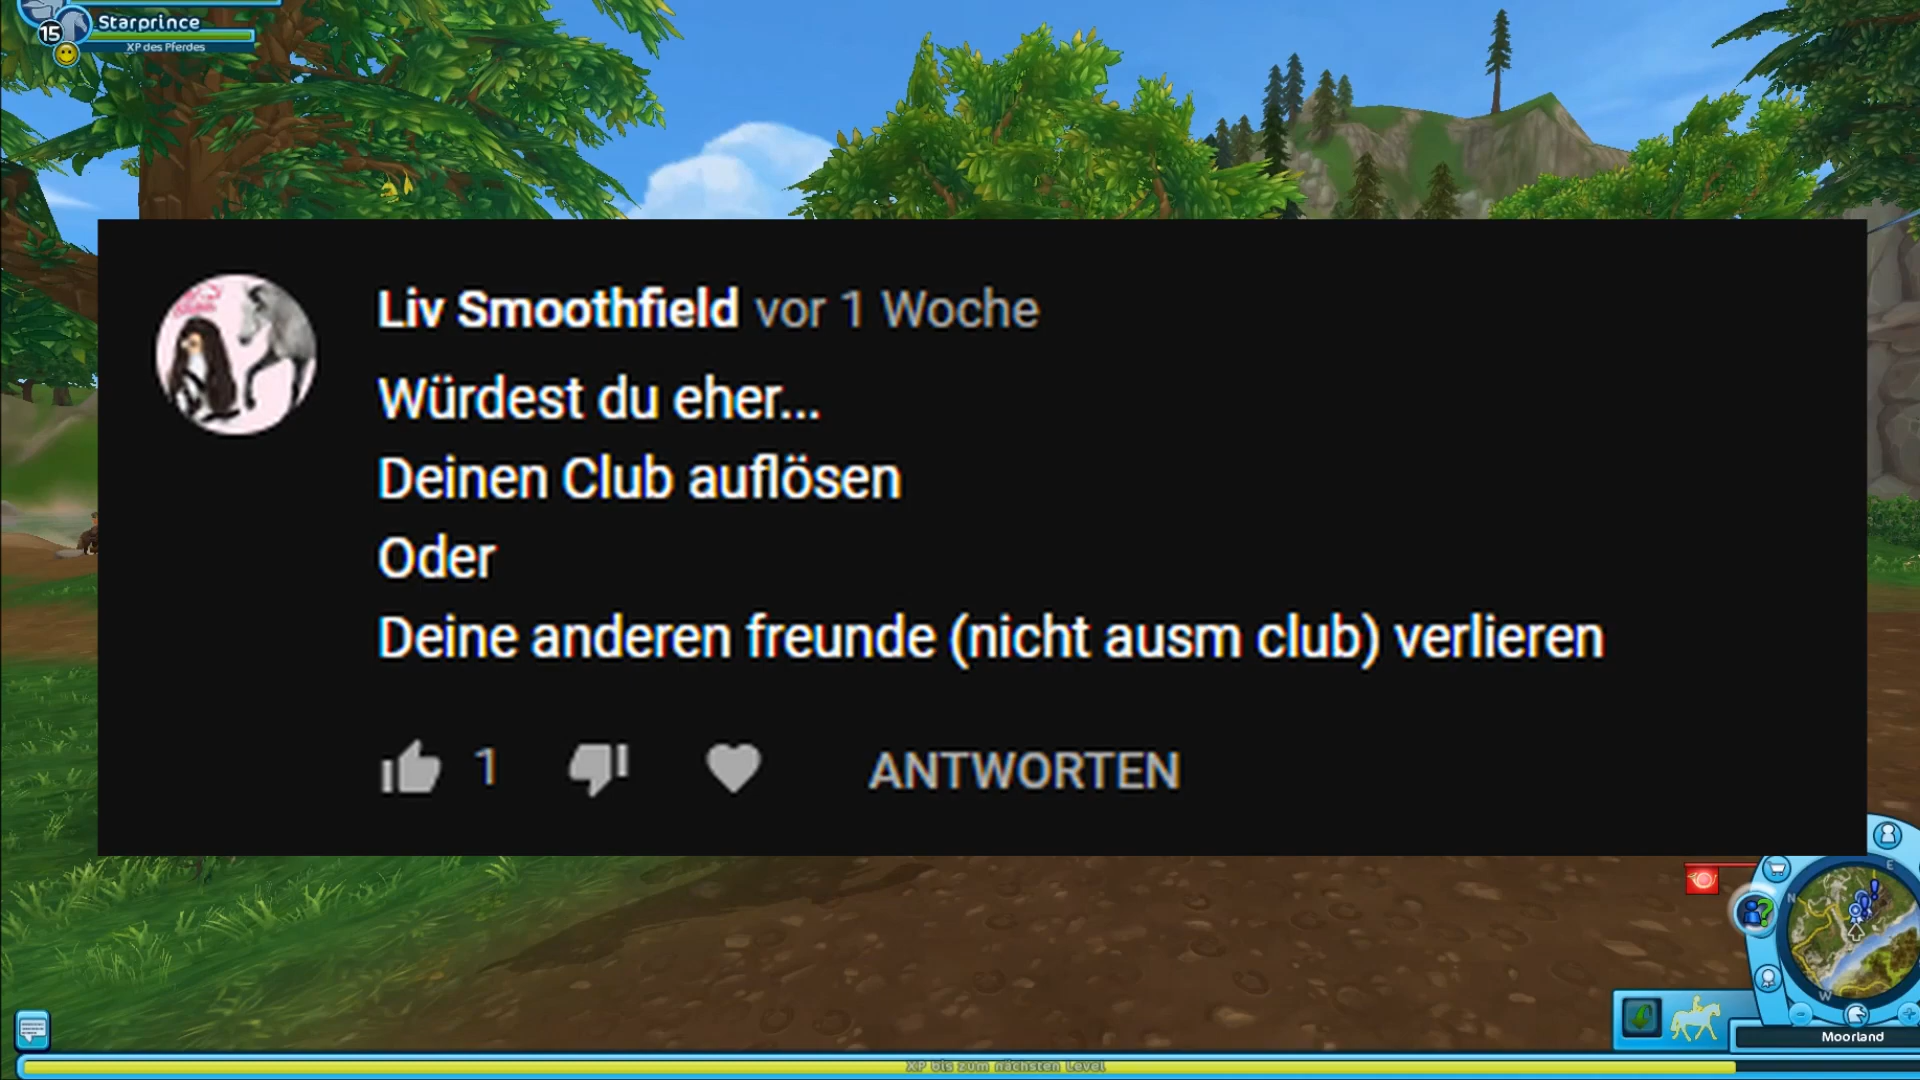 Starprince
15
XP des Pferdes
Liv Smoothfield vor 1 Woche
Würdest du eher...
Deinen Club auflösen
Oder
Deine anderen freunde (nicht ausm club) verlieren
1
ANTWORTEN
E
N
W
Moorland
XP bis zum nächsten Level